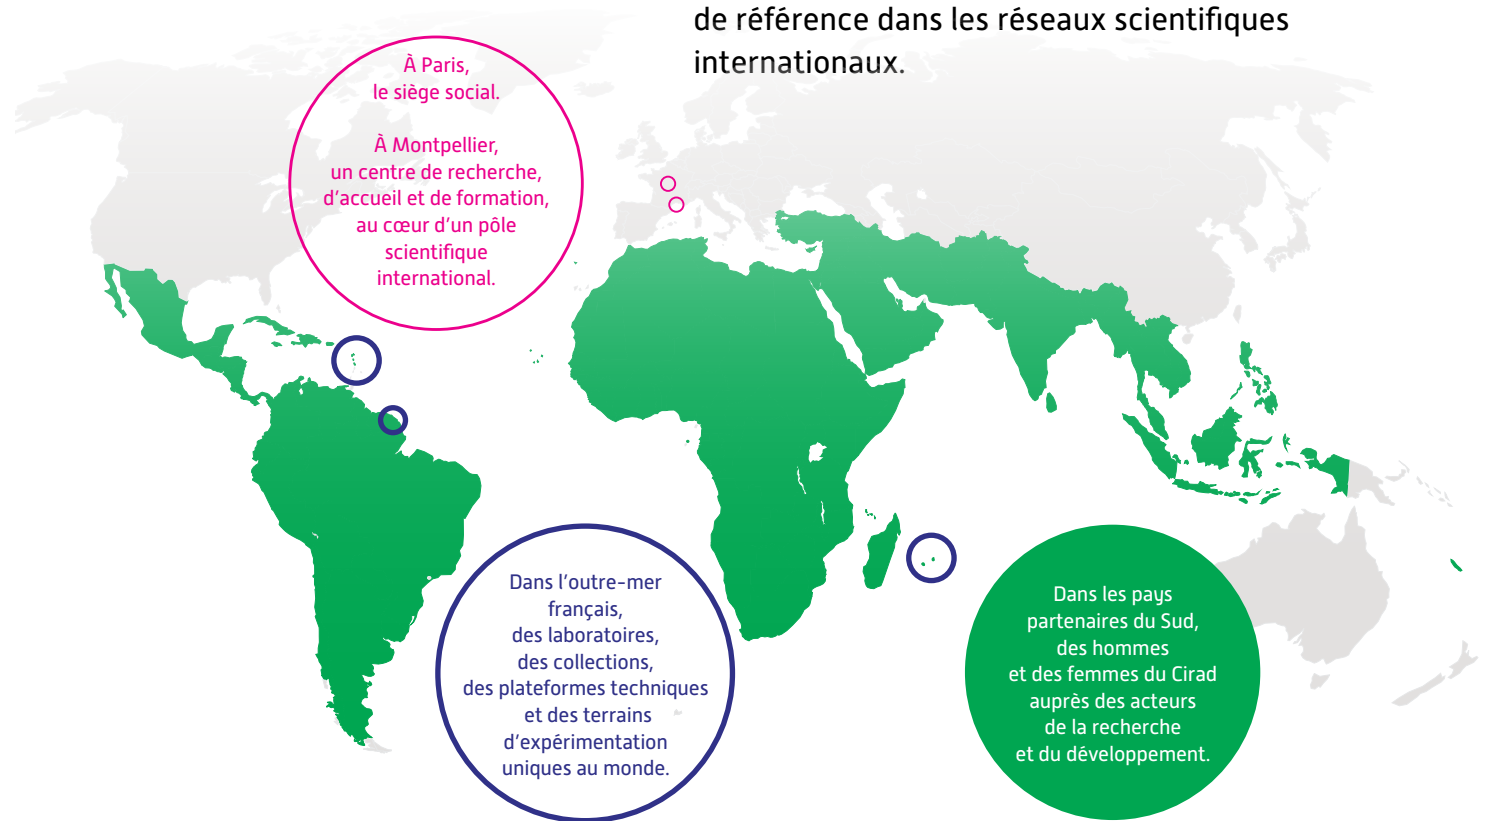 de référence dans les réseaux scientifiques
internationaux.
À Paris,
le siège social.
À Montpellier,
un centre de recherche,
d'accueil et de formation,
au cœur d'un pôle
scientifique
international.
Dans l'outre-mer
français,
des laboratoires,
des collections,
des plateformes techniques
et des terrains
d'expérimentation
uniques au monde.
Dans les pays
partenaires du Sud,
des hommes
et des femmes du Cirad
auprès des acteurs
de la recherche
et du développement.